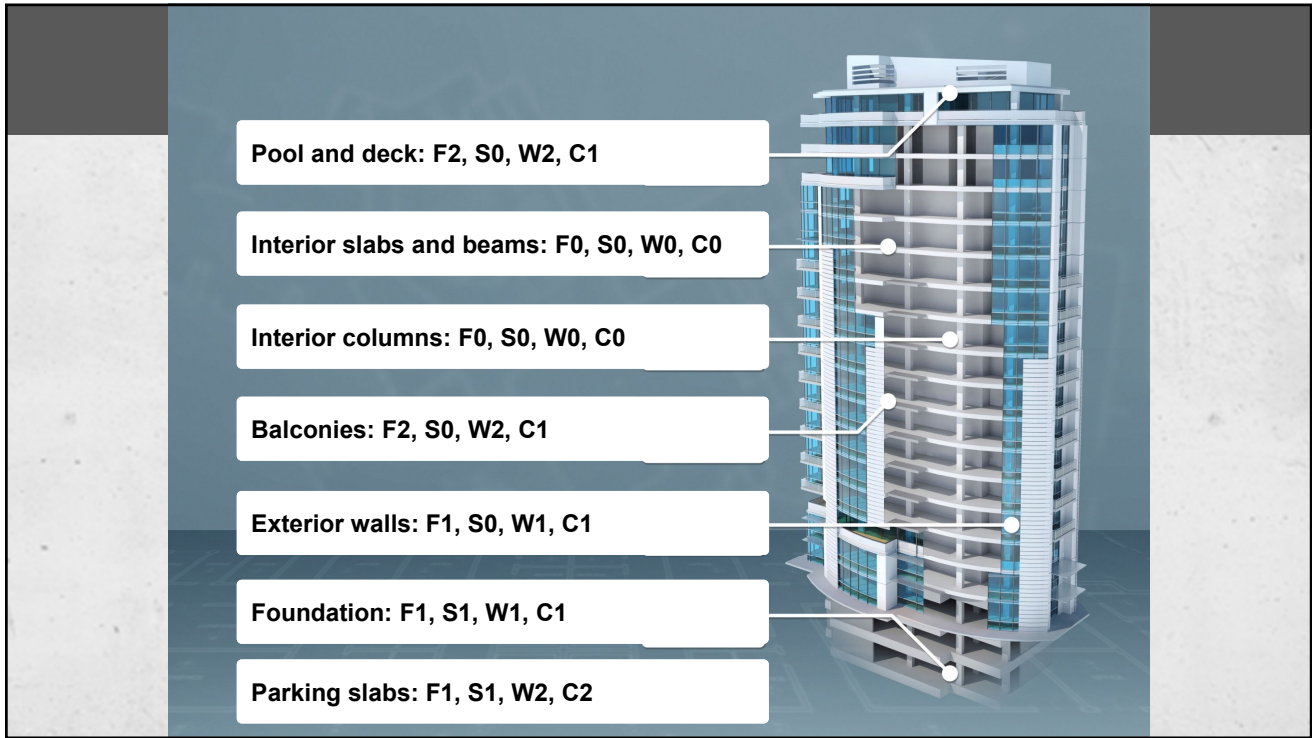 Pool and deck: F2, S0, W2, C1
Interior slabs and beams: F0, S0, W0, C0
Interior columns: F0, S0, W0, C0
Balconies: F2, S0, W2, C1
Exterior walls: F1, S0, W1, C1
Foundation: F1, S1, W1, C1
Parking slabs: F1, S1, W2, C2